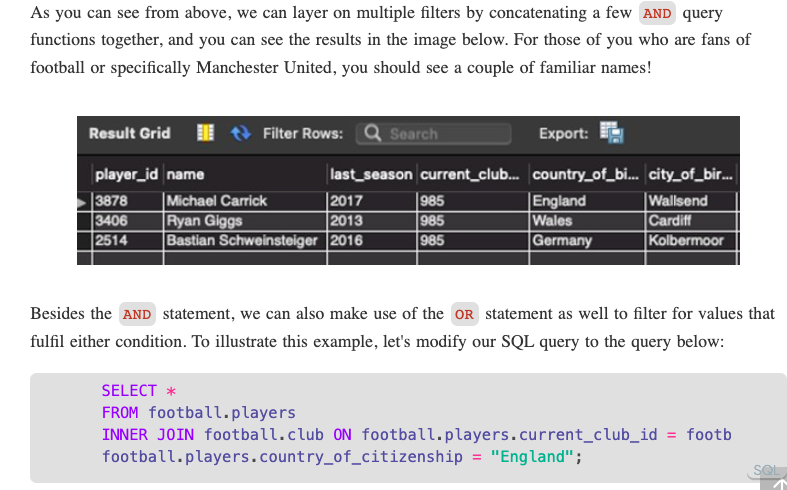 As you can see from above, we can layer on multiple filters by concatenating a few AND query
functions together, and you can see the results in the image below. For those of you who are fans of
football or specifically Manchester United, you should see a couple of familiar names!
Result Grid Filter Rows: Search Export:
player_id name last_season current_club... country_of_bi... city_of_bir...
3878 Michael Carrick 2017 985 England Wallsend
3406 Ryan Giggs 2013 985 Wales Cardiff
2514 Bastian Schweinsteiger 2016 985 Germany Kolbermoor
Besides the AND statement, we can also make use of the OR statement as well to filter for values that
fulfil either condition. To illustrate this example, let's modify our SQL query to the query below:
SELECT *
FROM football.players
INNER JOIN football.club ON football.players.current_club_id = footb
football.players.country_of_citizenship = "England";
SQL